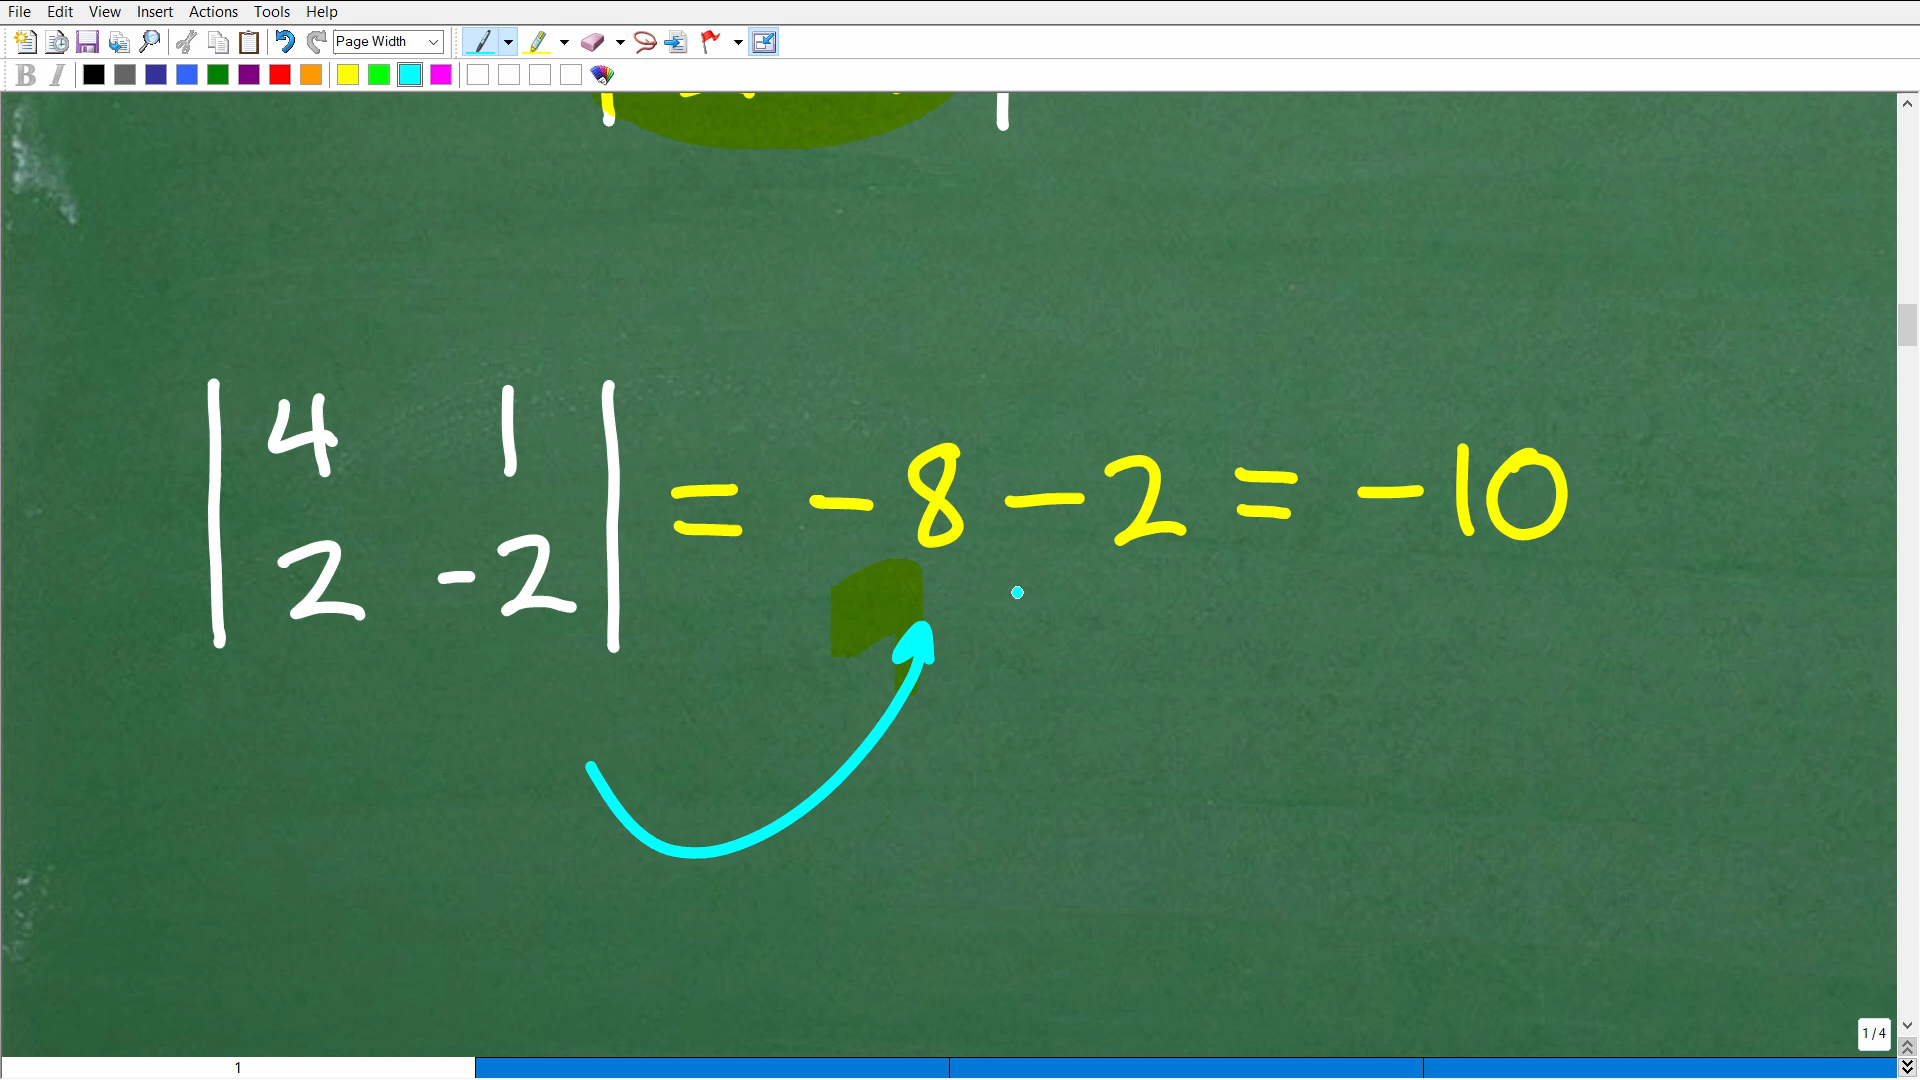 File Edit View Insert Actions Tools Help
Page Width
B I
4 1
2 -2
= -8 - 2 = -10
1 / 4
1